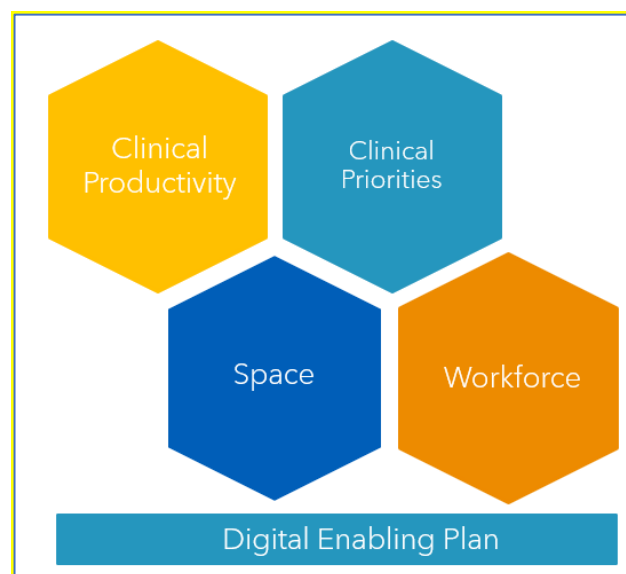 Clinical
Productivity
Clinical
Priorities
Space
Workforce
Digital Enabling Plan